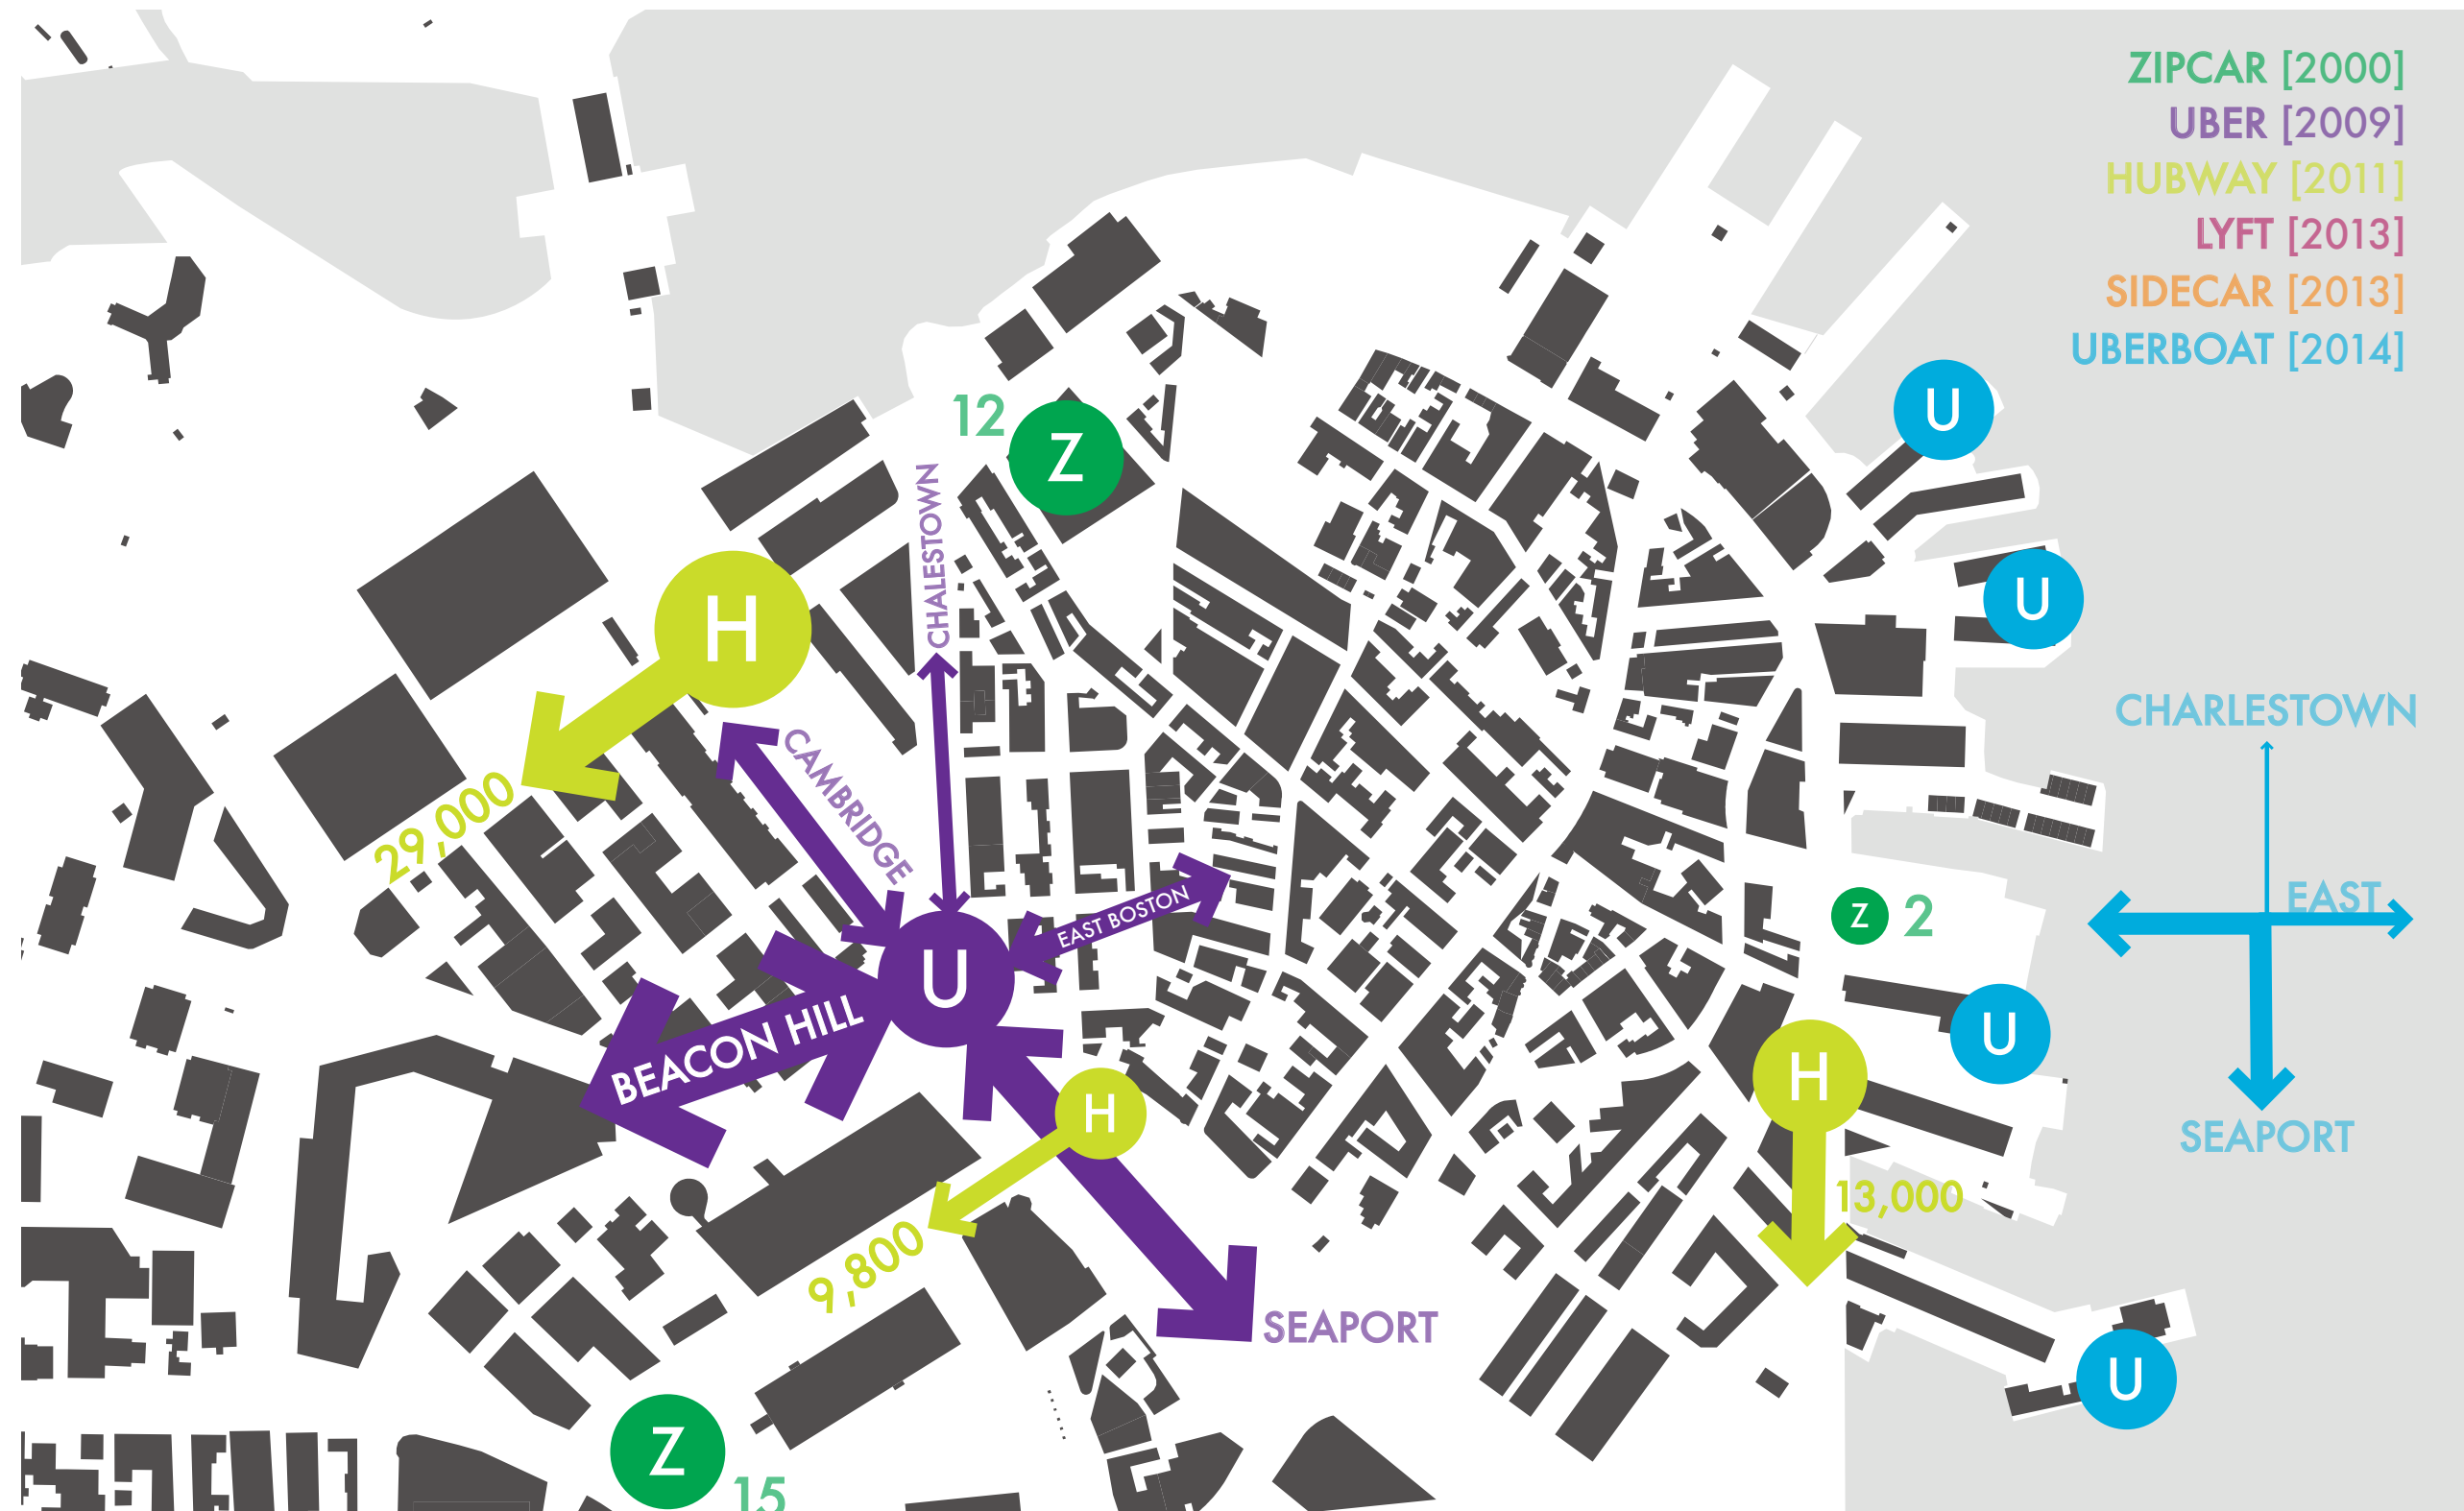 ZIPCAR [2000]
UBER [2009]
HUBWAY [2011]
LYFT [2013]
SIDECAR [2013]
UBERBOAT [2014]
U
12
Z
CHALESTOWN
H
U
29,000
CAMBRIDGE
CHARLESTOWN
EAST BOSTON
Z 2
EAST
U
BEACON HILL
U
H
H
SEAPORT
13,000
9,800
SEAPORT
U
Z
15